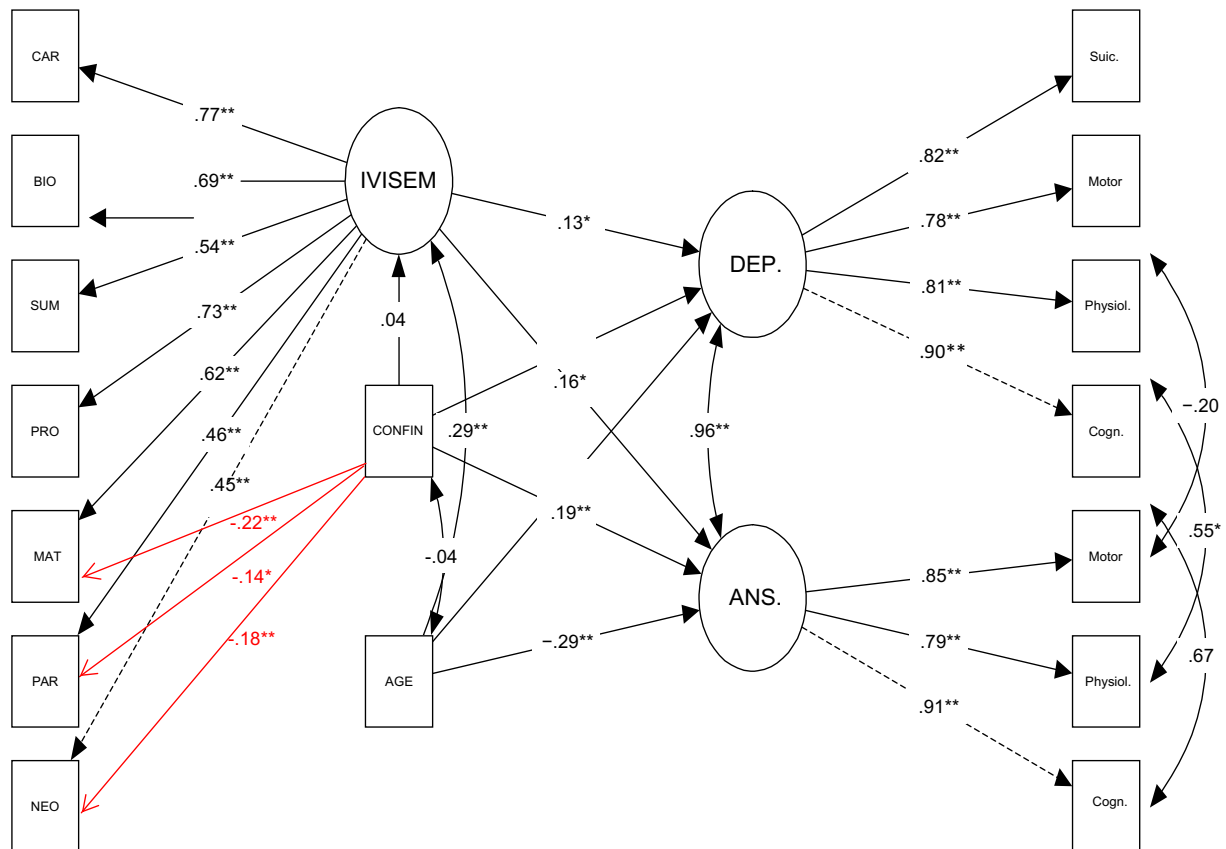 CAR
BIO
SUM
PRO
MAT
PAR
NEO
.77**
.69**
.54**
.73**
.62**
.46**
.45**
-.22**
-.14*
-.18**
IVISEM
.04
CONFIN
.29**
-.04
AGE
.13*
.16*
.19**
−.29**
DEP.
.96**
ANS.
.82**
.78**
.81**
.90**
.85**
.79**
.91**
Suic.
Motor
Physiol.
Cogn.
Motor
Physiol.
Cogn.
−.20
.55*
.67